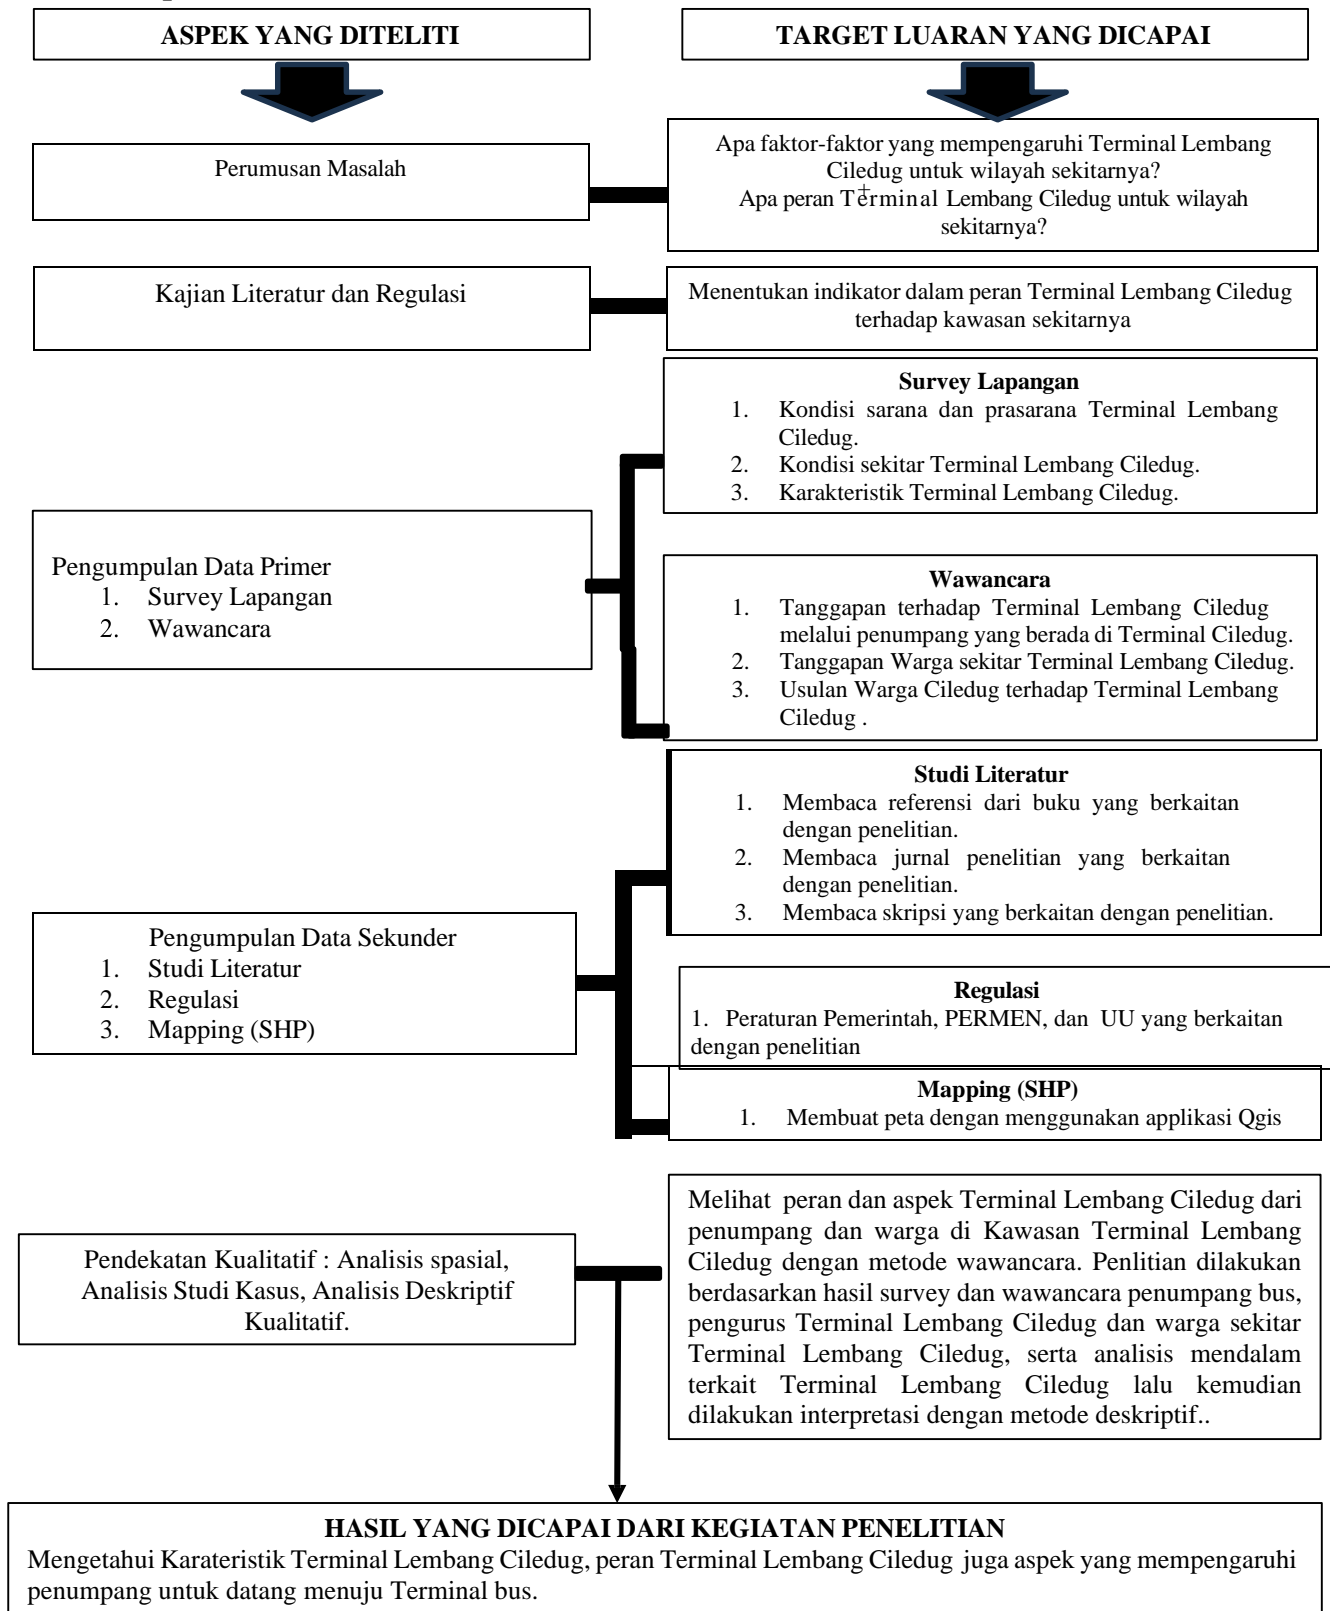 ASPEK YANG DITELITI
TARGET LUARAN YANG DICAPAI
Perumusan Masalah
Apa faktor-faktor yang mempengaruhi Terminal Lembang
Ciledug untuk wilayah sekitarnya?
Apa peran Terminal Lembang Ciledug untuk wilayah
sekitarnya?
Kajian Literatur dan Regulasi
Menentukan indikator dalam peran Terminal Lembang Ciledug
terhadap kawasan sekitarnya
Survey Lapangan
1. Kondisi sarana dan prasarana Terminal Lembang
Ciledug.
2. Kondisi sekitar Terminal Lembang Ciledug.
3. Karakteristik Terminal Lembang Ciledug.
Pengumpulan Data Primer
1. Survey Lapangan
2. Wawancara
Wawancara
1. Tanggapan terhadap Terminal Lembang Ciledug
melalui penumpang yang berada di Terminal Ciledug.
2. Tanggapan Warga sekitar Terminal Lembang Ciledug.
3. Usulan Warga Ciledug terhadap Terminal Lembang
Ciledug .
Studi Literatur
1. Membaca referensi dari buku yang berkaitan
dengan penelitian.
2. Membaca jurnal penelitian yang berkaitan
dengan penelitian.
3. Membaca skripsi yang berkaitan dengan penelitian.
Pengumpulan Data Sekunder
1. Studi Literatur
2. Regulasi
3. Mapping (SHP)
Regulasi
1. Peraturan Pemerintah, PERMEN, dan UU yang berkaitan
dengan penelitian
Mapping (SHP)
1. Membuat peta dengan menggunakan applikasi Qgis
Pendekatan Kualitatif : Analisis spasial,
Analisis Studi Kasus, Analisis Deskriptif
Kualitatif.
Melihat peran dan aspek Terminal Lembang Ciledug dari
penumpang dan warga di Kawasan Terminal Lembang
Ciledug dengan metode wawancara. Penlitian dilakukan
berdasarkan hasil survey dan wawancara penumpang bus,
pengurus Terminal Lembang Ciledug dan warga sekitar
Terminal Lembang Ciledug, serta analisis mendalam
terkait Terminal Lembang Ciledug lalu kemudian
dilakukan interpretasi dengan metode deskriptif..
HASIL YANG DICAPAI DARI KEGIATAN PENELITIAN
Mengetahui Karateristik Terminal Lembang Ciledug, peran Terminal Lembang Ciledug juga aspek yang mempengaruhi
penumpang untuk datang menuju Terminal bus.